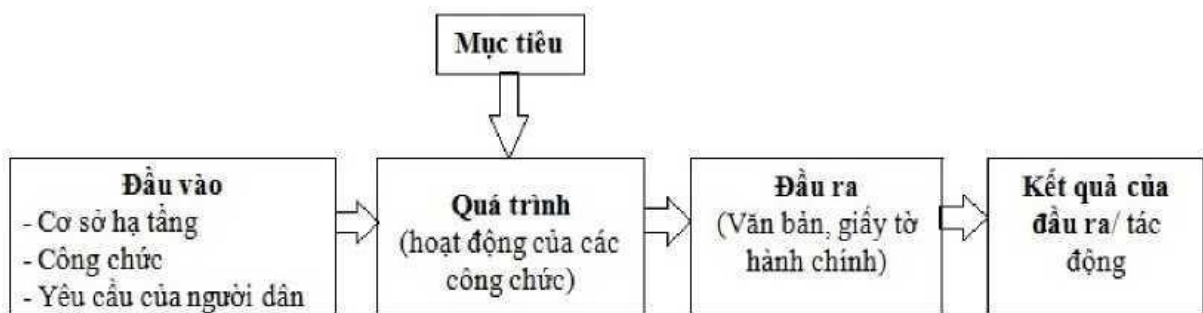 Mục tiêu
Đầu vào
- Cơ sở hạ tầng
- Công chức
- Yêu cầu của người dân
Quá trình
(hoạt động của các
công chức)
Đầu ra
(Văn bản, giấy tờ
hành chính)
Kết quả của
đầu ra/ tác
động